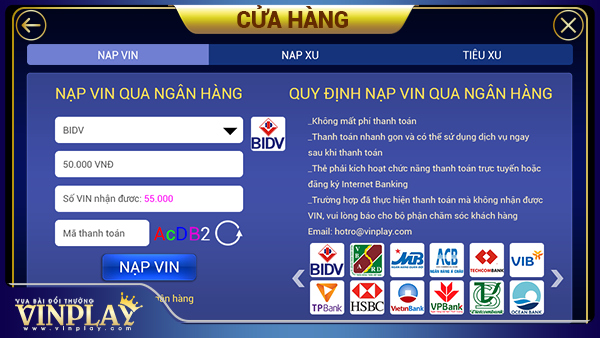 CỬA HÀNG
NẠP VIN
NẠP XU
TIÊU XU
NẠP VIN QUA NGÂN HÀNG
BIDV
BIDV
50.000 VNĐ
Số VIN nhận được: 55.000
Mã thanh toán
AcDB2
NẠP VIN
hàng
QUY ĐỊNH NẠP VIN QUA NGÂN HÀNG
_Không mất phí thanh toán
_Thanh toán nhanh gọn và có thể sử dụng dịch vụ ngay
sau khi thanh toán
_Thẻ phải kích hoạt chức năng thanh toán trực tuyến hoặc
đăng ký Internet Banking
_Trường hợp đã thực hiện thanh toán mà không nhận được
VIN, vui lòng báo cho bộ phận chăm sóc khách hàng
Email: hotro@vinplay.com
BIDV
MB
ACB
NGÂN HÀNG Á CHÂU
TECHCOMBANK
VIB
TPBank
HSBC
VietinBank
VPBank
Vietcombank
OCEAN BANK
VUA BÀI ĐỔI THƯỞNG
VINPLAY
www.vinplay.com